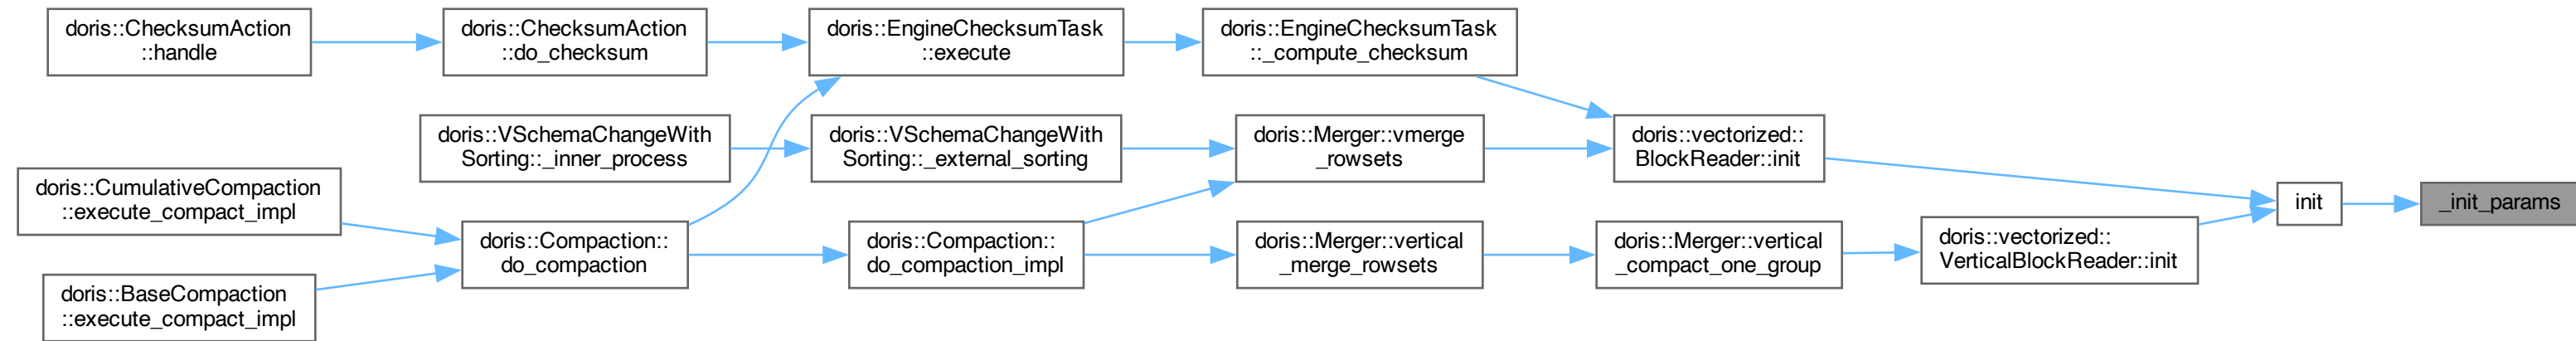 doris::ChecksumAction
::handle
doris::ChecksumAction
::do_checksum
doris::EngineChecksumTask
::execute
doris::EngineChecksumTask
::_compute_checksum
doris::VSchemaChangeWith
Sorting::_inner_process
doris::VSchemaChangeWith
Sorting::_external_sorting
doris::Merger::vmerge
_rowsets
doris::vectorized::
BlockReader::init
doris::CumulativeCompaction
::execute_compact_impl
init
_init_params
doris::Compaction::
do_compaction
doris::Compaction::
do_compaction_impl
doris::Merger::vertical
_merge_rowsets
doris::Merger::vertical
_compact_one_group
doris::vectorized::
VerticalBlockReader::init
doris::BaseCompaction
::execute_compact_impl